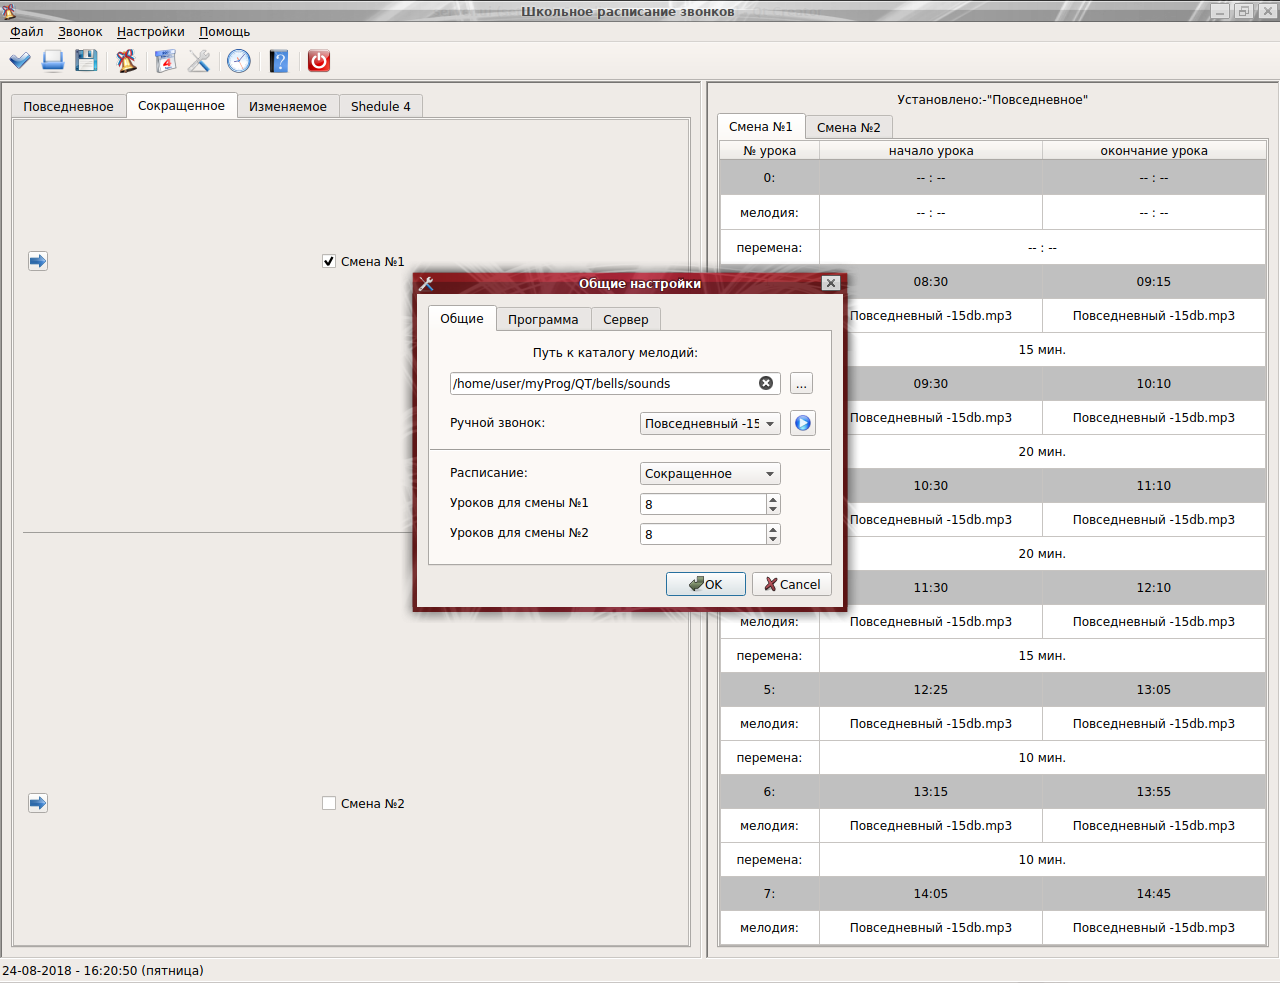 Школьное расписание звонков
Файл Звонок Настройки Помощь
Повседневное Сокращенное Изменяемое Shedule 4
Смена №1
Смена №2
Установлено:-"Повседневное"
Смена №1 Смена №2
№ урока начало урока окончание урока
0: -- : -- -- : --
мелодия: -- : -- -- : --
перемена: -- : --
08:30 09:15
Повседневный -15db.mp3 Повседневный -15db.mp3
15 мин.
09:30 10:10
Повседневный -15db.mp3 Повседневный -15db.mp3
20 мин.
10:30 11:10
Повседневный -15db.mp3 Повседневный -15db.mp3
20 мин.
11:30 12:10
мелодия: Повседневный -15db.mp3 Повседневный -15db.mp3
перемена: 15 мин.
5: 12:25 13:05
мелодия: Повседневный -15db.mp3 Повседневный -15db.mp3
перемена: 10 мин.
6: 13:15 13:55
мелодия: Повседневный -15db.mp3 Повседневный -15db.mp3
перемена: 10 мин.
7: 14:05 14:45
мелодия: Повседневный -15db.mp3 Повседневный -15db.mp3
Общие настройки
Общие Программа Сервер
Путь к каталогу мелодий:
/home/user/myProg/QT/bells/sounds ...
Ручной звонок: Повседневный -15
Расписание: Сокращенное
Уроков для смены №1 8
Уроков для смены №2 8
OK Cancel
24-08-2018 - 16:20:50 (пятница)